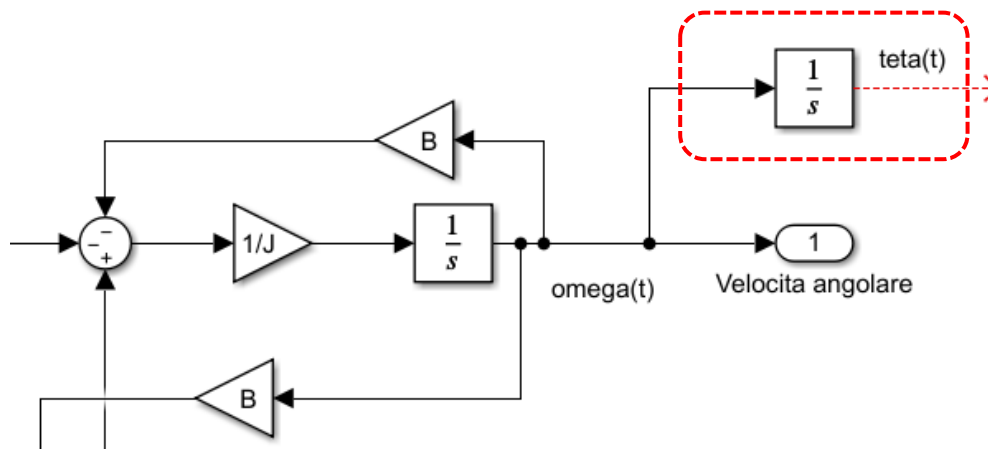 teta(t)
1
s
B
−
−
+
1/J
1
s
1
omega(t)
Velocita angolare
B